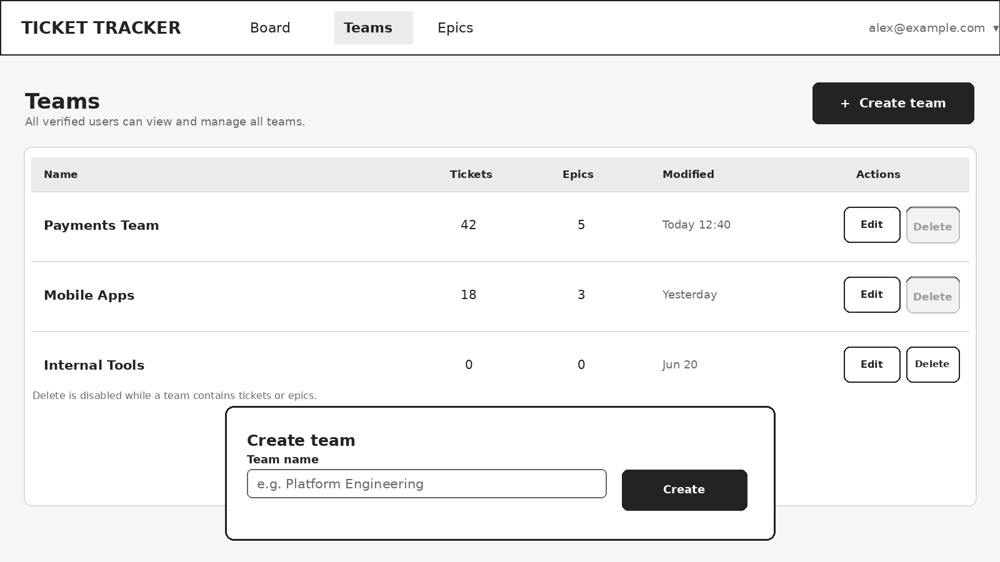 TICKET TRACKER Board Teams Epics alex@example.com ▼
Teams
+ Create team
All verified users can view and manage all teams.
Name Tickets Epics Modified Actions
Payments Team 42 5 Today 12:40 Edit Delete
Mobile Apps 18 3 Yesterday Edit Delete
Internal Tools 0 0 Jun 20 Edit Delete
Delete is disabled while a team contains tickets or epics.
Create team
Team name
e.g. Platform Engineering Create